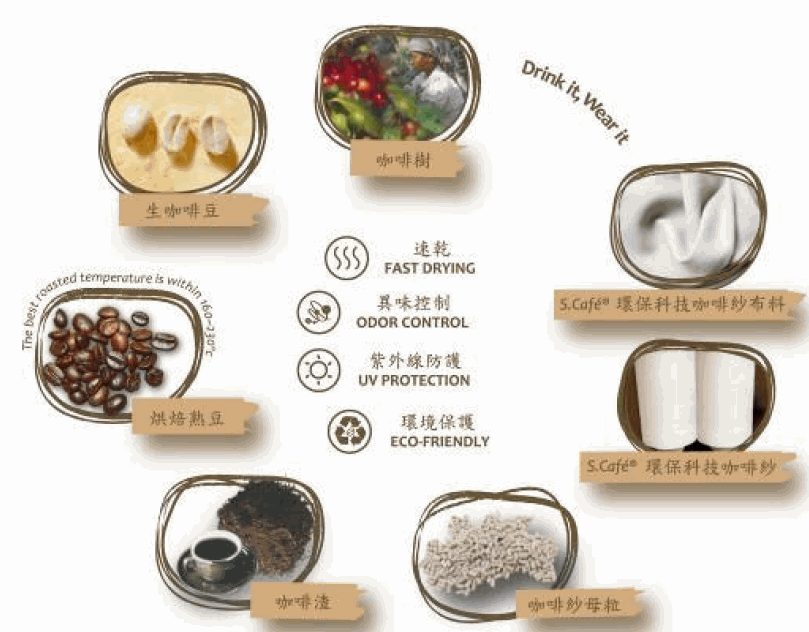 Drink it, Wear it
咖啡樹
生咖啡豆
The best roasted temperature is within 160~230°c
烘焙熟豆
咖啡渣
咖啡紗母粒
S.Café® 環保科技咖啡紗
S.Café® 環保科技咖啡紗布料
速乾
FAST DRYING
異味控制
ODOR CONTROL
紫外線防護
UV PROTECTION
環境保護
ECO-FRIENDLY